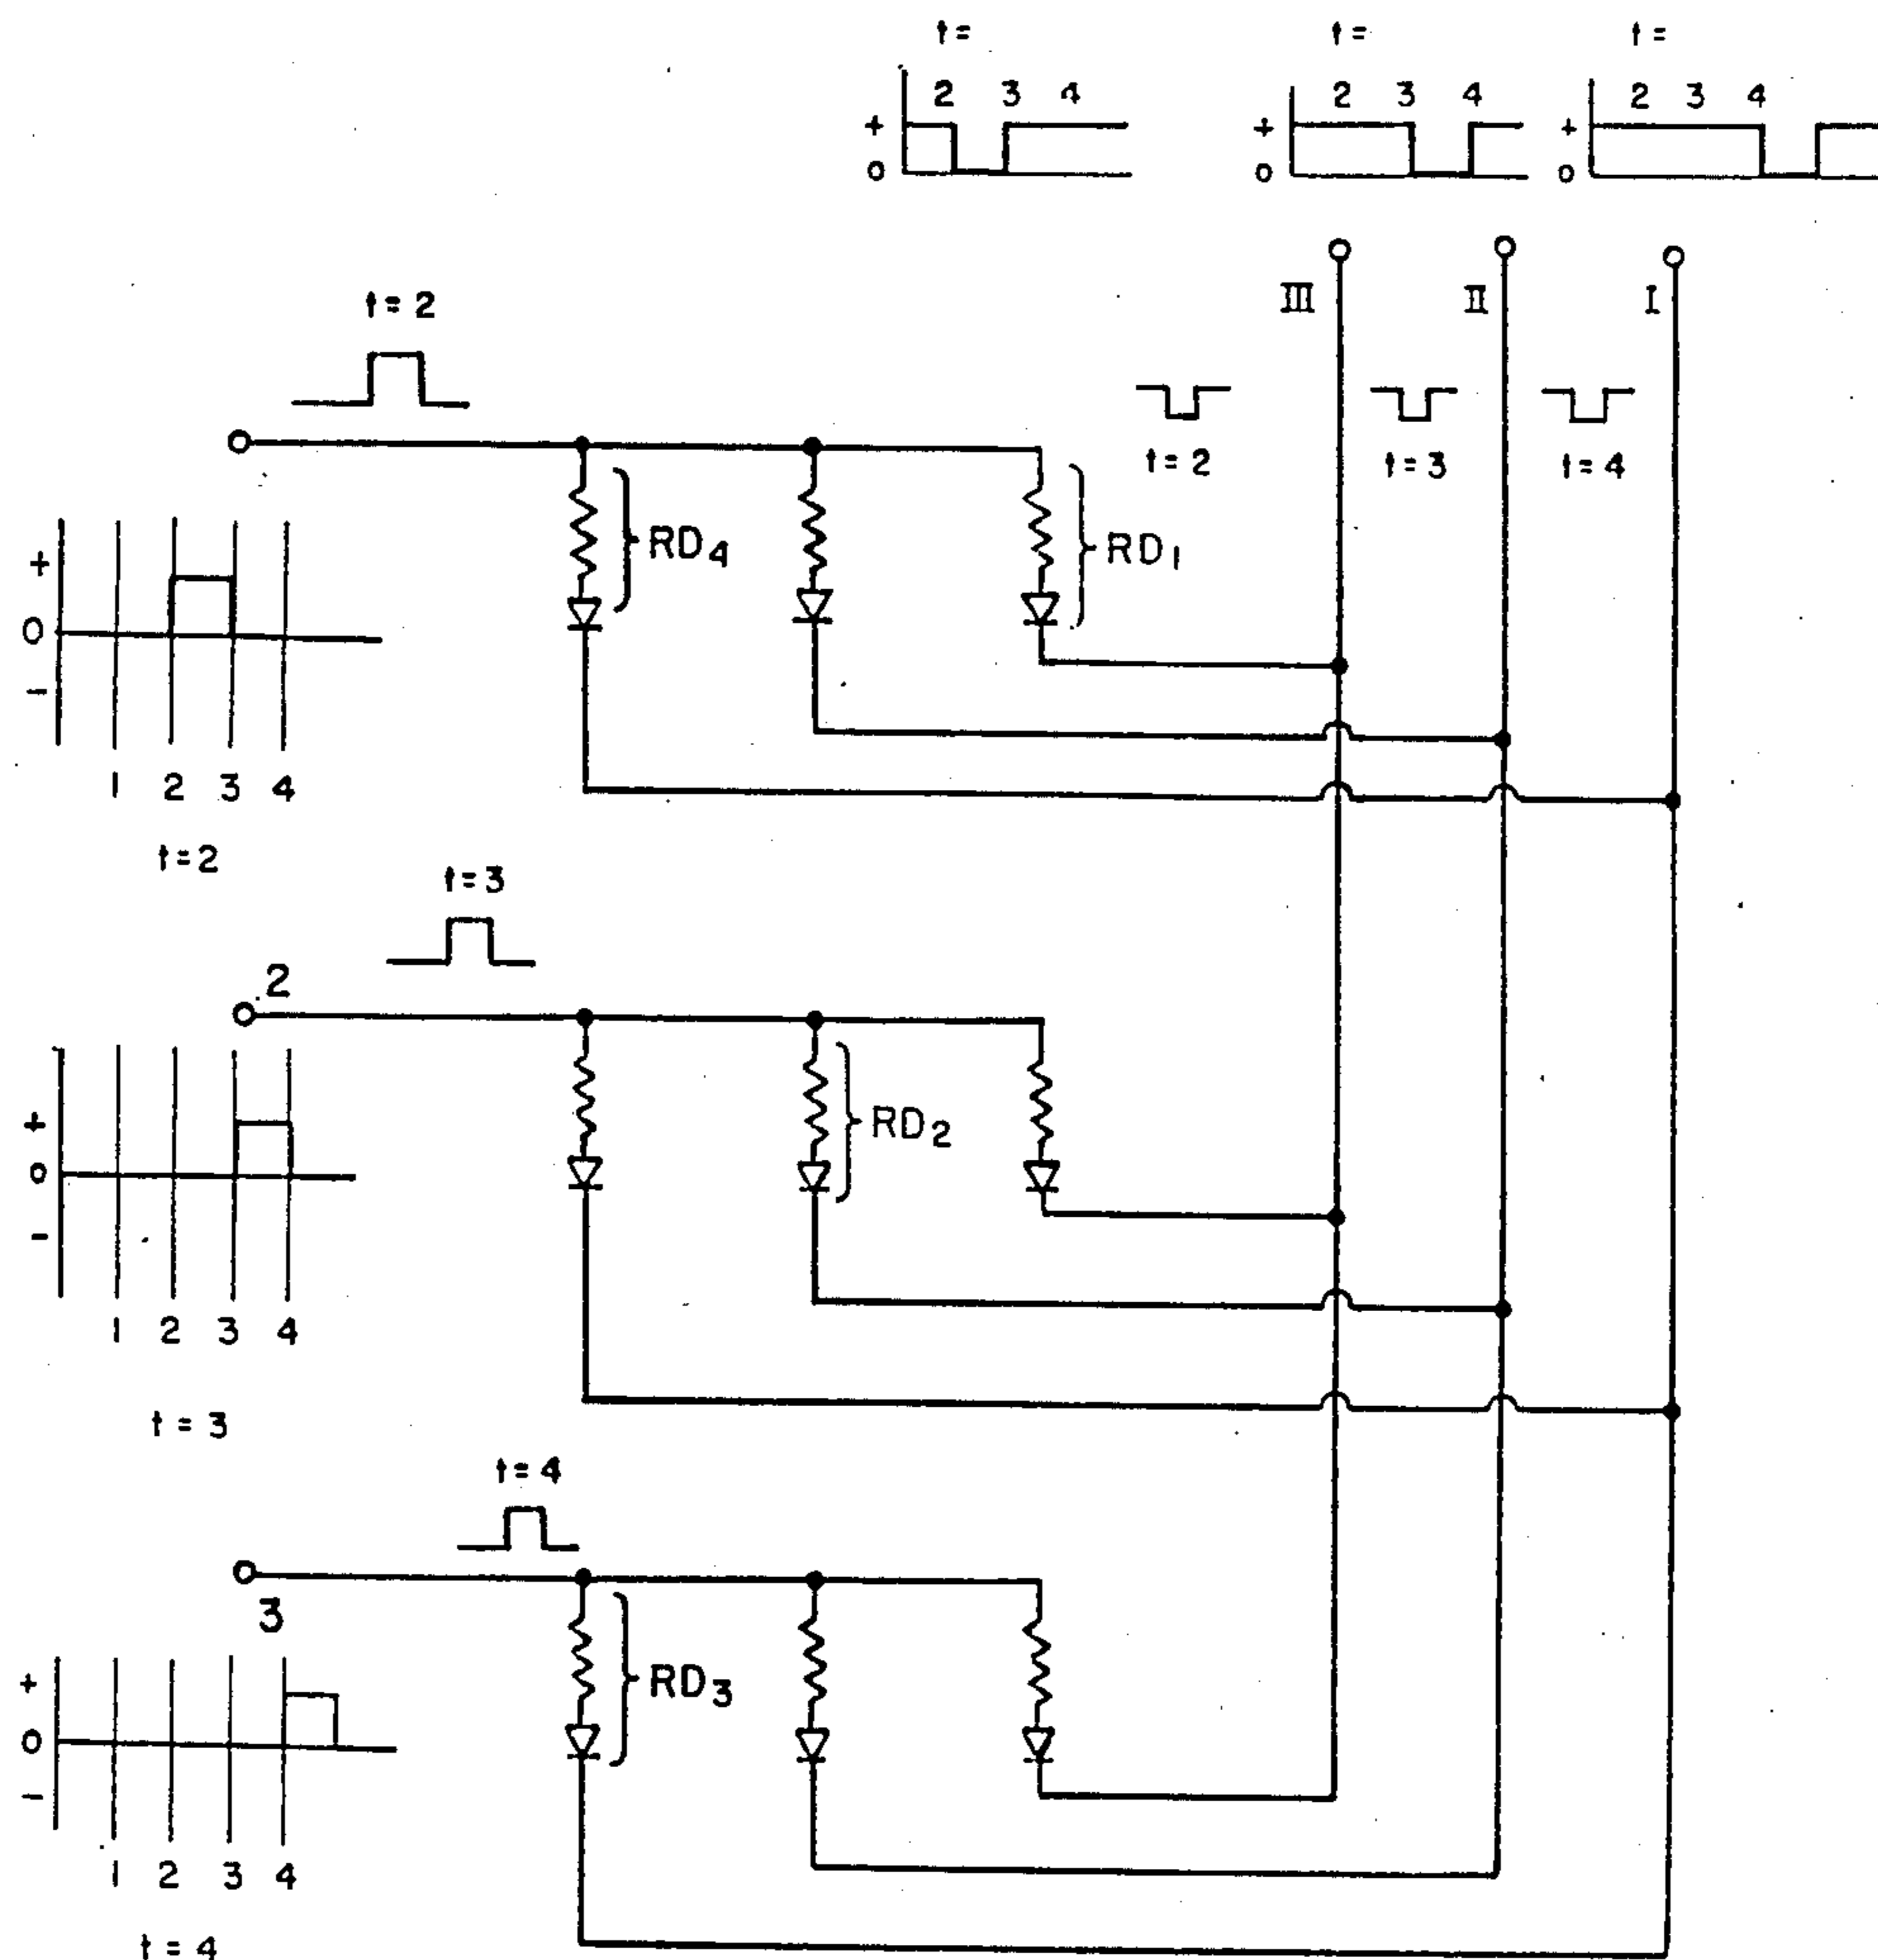 t = t = t =
2 3 4 2 3 4 2 3 4
+ + +
0 0 0
III II I
t = 2
t = 2 t = 3 t = 4
RD4 RD1
+
0
-
1 2 3 4
t = 2
t = 3
2
RD2
+
0
-
1 2 3 4
t = 3
t = 4
3
RD3
+
0
-
1 2 3 4
t = 4